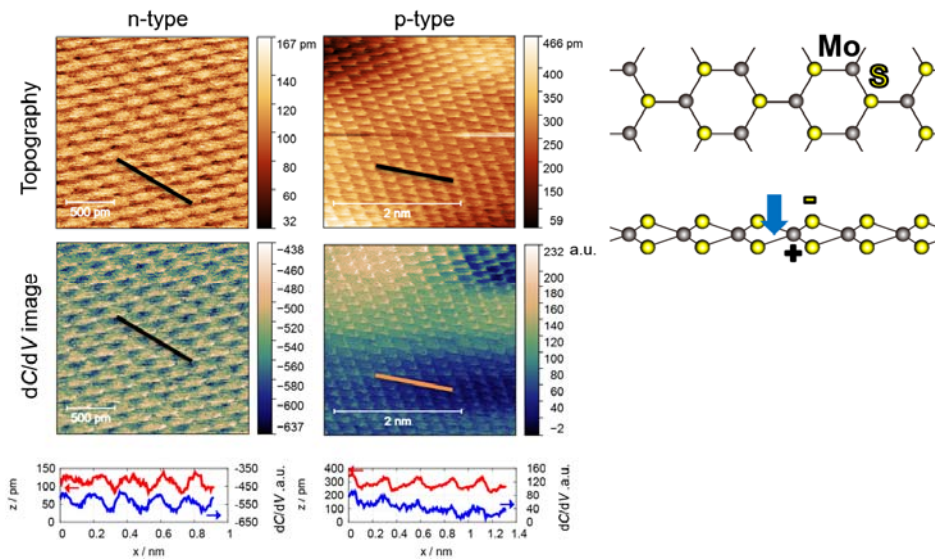 n-type
p-type
Topography
167 pm
140
120
100
80
60
32
500 pm
466 pm
400
350
300
250
200
150
59
2 nm
Mo
S
-
+
dC/dV image
-438
-460
-480
-500
-520
-540
-560
-580
-600
-637
500 pm
232 a.u.
200
180
160
140
120
100
80
60
40
-2
2 nm
z / pm
150
100
50
0
-350
-450
-550
-650
dC/dV .a.u.
0 0.2 0.4 0.6 0.8 1
x / nm
z / pm
400
300
200
100
0
160
120
80
40
0
dC/dV .a.u.
0 0.2 0.4 0.6 0.8 1 1.2 1.4
x / nm